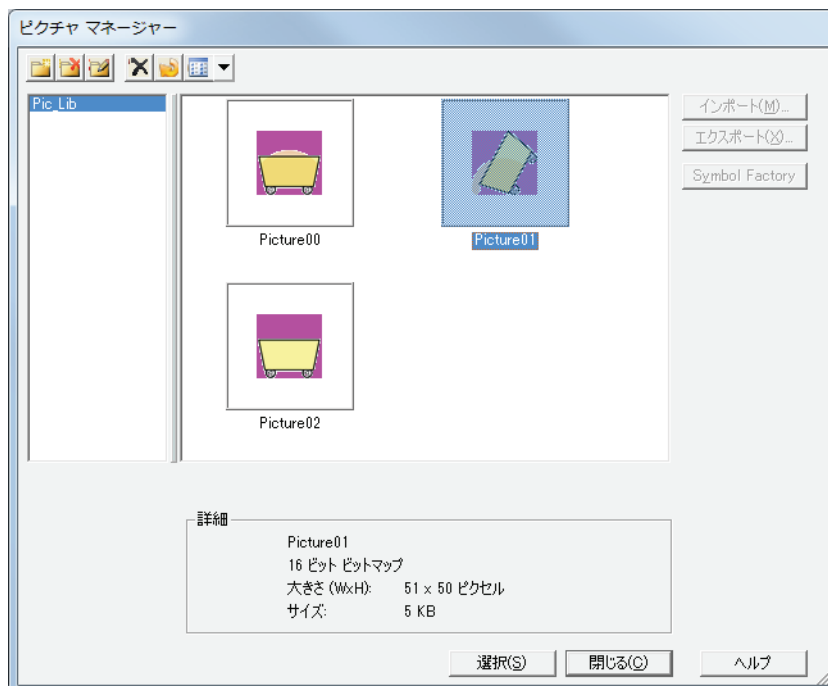 ピクチャ マネージャー
Pic_Lib
Picture00
Picture01
Picture02
インポート(M)...
エクスポート(X)...
Symbol Factory
詳細
Picture01
16 ビット ビットマップ
大きさ (WxH): 51 x 50 ピクセル
サイズ: 5 KB
選択(S)
閉じる(C)
ヘルプ